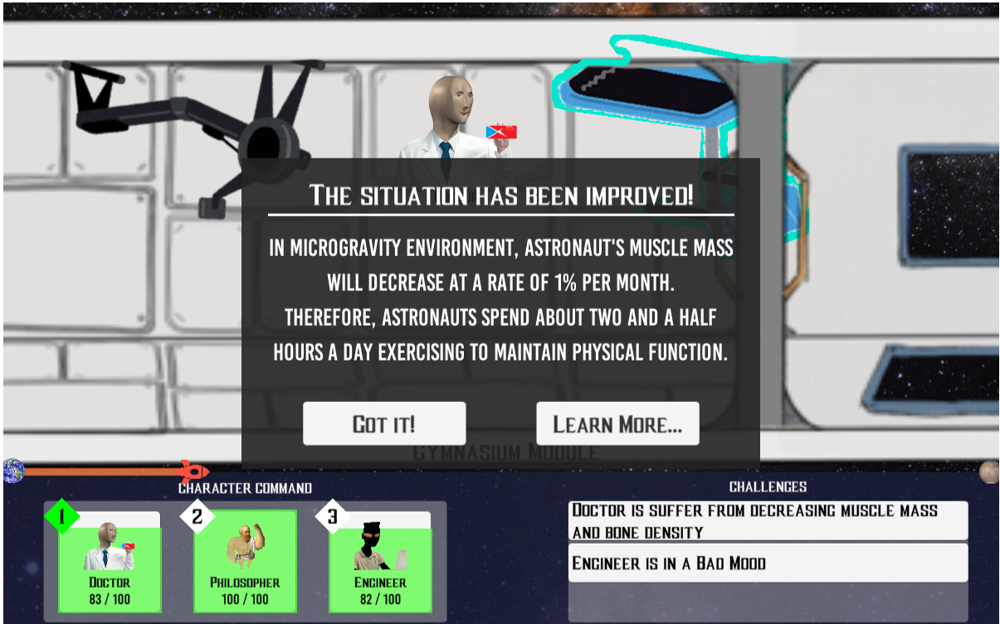 THE SITUATION HAS BEEN IMPROVED!
IN MICROGRAVITY ENVIRONMENT, ASTRONAUT'S MUSCLE MASS
WILL DECREASE AT A RATE OF 1% PER MONTH.
THEREFORE, ASTRONAUTS SPEND ABOUT TWO AND A HALF
HOURS A DAY EXERCISING TO MAINTAIN PHYSICAL FUNCTION.
GOT IT!
LEARN MORE...
GYMNASIUM MODULE
CHARACTER COMMAND
1
2
3
DOCTOR
83 / 100
PHILOSOPHER
100 / 100
ENGINEER
82 / 100
CHALLENGES
DOCTOR IS SUFFER FROM DECREASING MUSCLE MASS
AND BONE DENSITY
ENGINEER IS IN A BAD MOOD